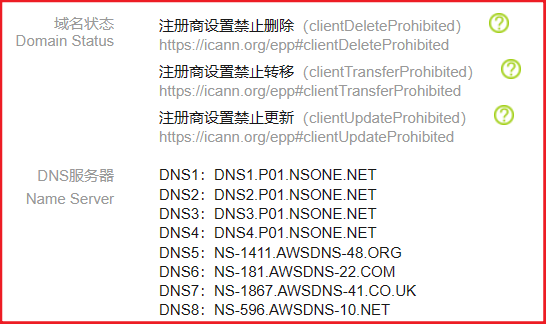 域名状态
Domain Status
注册商设置禁止删除（clientDeleteProhibited）
https://icann.org/epp#clientDeleteProhibited
注册商设置禁止转移（clientTransferProhibited）
https://icann.org/epp#clientTransferProhibited
注册商设置禁止更新（clientUpdateProhibited）
https://icann.org/epp#clientUpdateProhibited
DNS服务器
Name Server
DNS1：DNS1.P01.NSONE.NET
DNS2：DNS2.P01.NSONE.NET
DNS3：DNS3.P01.NSONE.NET
DNS4：DNS4.P01.NSONE.NET
DNS5：NS-1411.AWSDNS-48.ORG
DNS6：NS-181.AWSDNS-22.COM
DNS7：NS-1867.AWSDNS-41.CO.UK
DNS8：NS-596.AWSDNS-10.NET